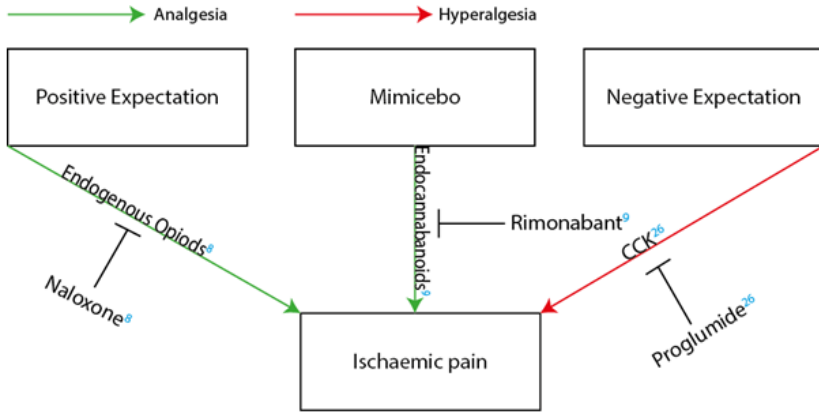 Analgesia
Hyperalgesia
Positive Expectation
Mimicebo
Negative Expectation
Endogenous Opiods8
Endocannabanoids9
Rimonabant9
CCK26
Naloxone8
Proglumide26
Ischaemic pain